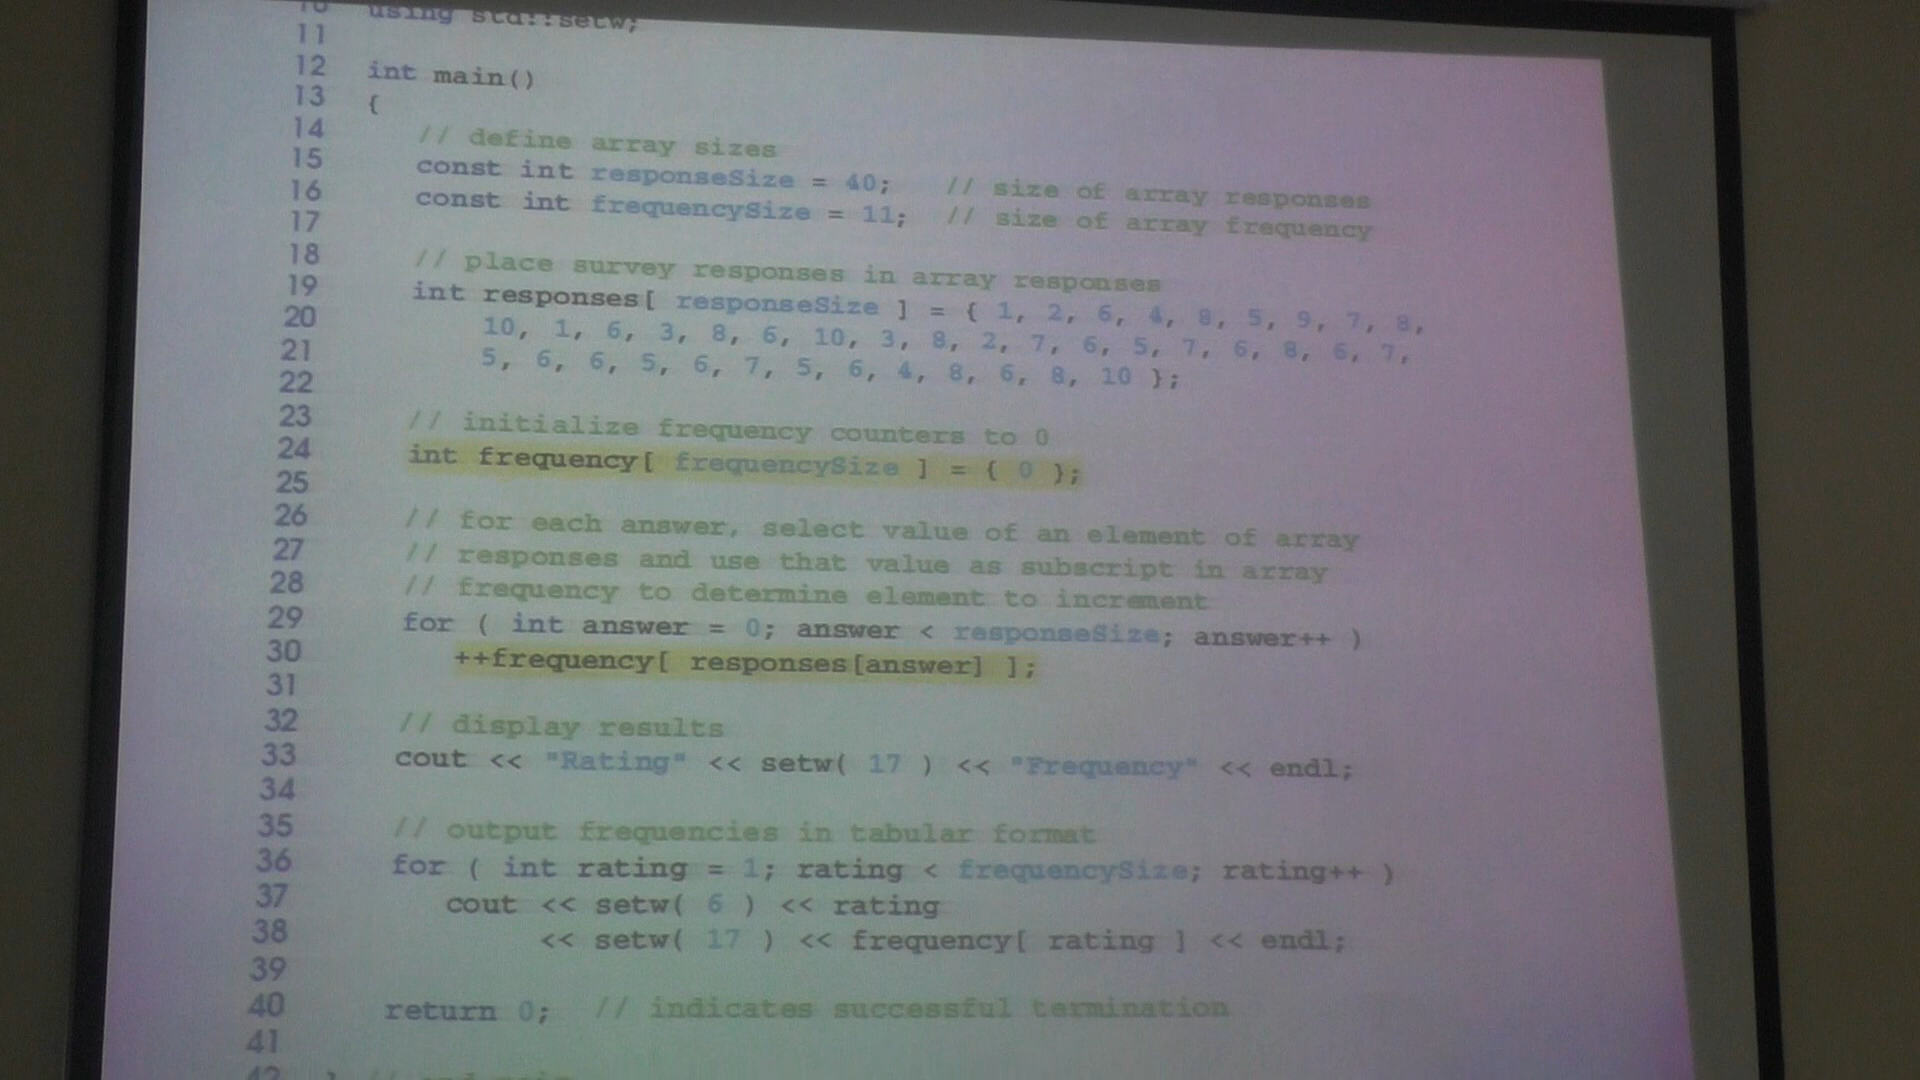 10 using std::setw;
11
12 int main()
13 {
14 // define array sizes
15 const int responseSize = 40; // size of array responses
16 const int frequencySize = 11; // size of array frequency
17
18 // place survey responses in array responses
19 int responses[ responseSize ] = { 1, 2, 6, 4, 8, 5, 9, 7, 8,
20 10, 1, 6, 3, 8, 6, 10, 3, 8, 2, 7, 6, 5, 7, 6, 8, 6, 7,
21 5, 6, 6, 5, 6, 7, 5, 6, 4, 8, 6, 8, 10 };
22
23 // initialize frequency counters to 0
24 int frequency[ frequencySize ] = { 0 };
25
26 // for each answer, select value of an element of array
27 // responses and use that value as subscript in array
28 // frequency to determine element to increment
29 for ( int answer = 0; answer < responseSize; answer++ )
30 ++frequency[ responses[answer] ];
31
32 // display results
33 cout << "Rating" << setw( 17 ) << "Frequency" << endl;
34
35 // output frequencies in tabular format
36 for ( int rating = 1; rating < frequencySize; rating++ )
37 cout << setw( 6 ) << rating
38 << setw( 17 ) << frequency[ rating ] << endl;
39
40 return 0; // indicates successful termination
41
42